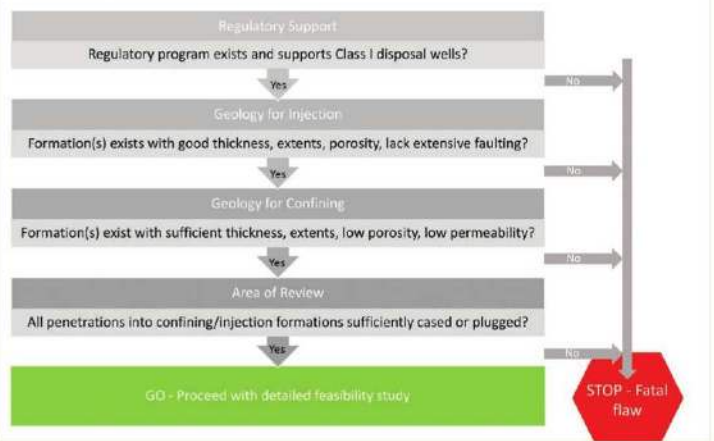 Regulatory Support
Regulatory program exists and supports Class I disposal wells?
Yes
No
Geology for Injection
Formation(s) exists with good thickness, extents, porosity, lack extensive faulting?
Yes
No
Geology for Confining
Formation(s) exist with sufficient thickness, extents, low porosity, low permeability?
Yes
No
Area of Review
All penetrations into confining/injection formations sufficiently cased or plugged?
Yes
No
GO - Proceed with detailed feasibility study
STOP - Fatal
flaw